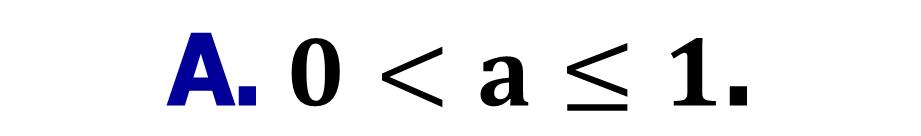 A. 0 < a ≤ 1.